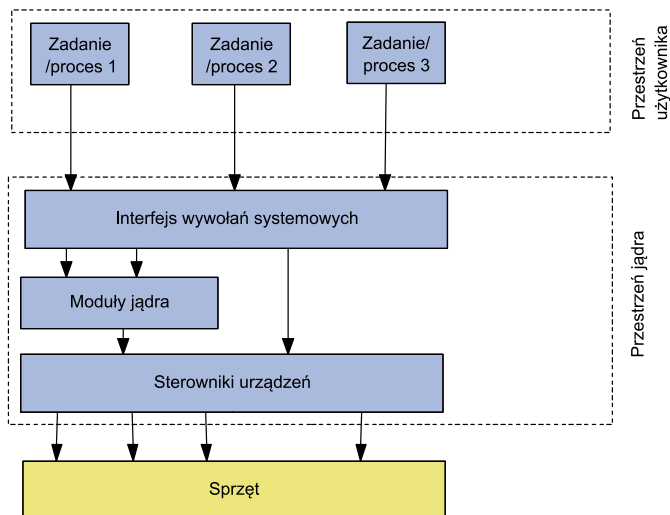 Zadanie
/proces 1
Zadanie
/proces 2
Zadanie/
proces 3
Przestrzeń
użytkownika
Interfejs wywołań systemowych
Moduły jądra
Sterowniki urządzeń
Przestrzeń jądra
Sprzęt